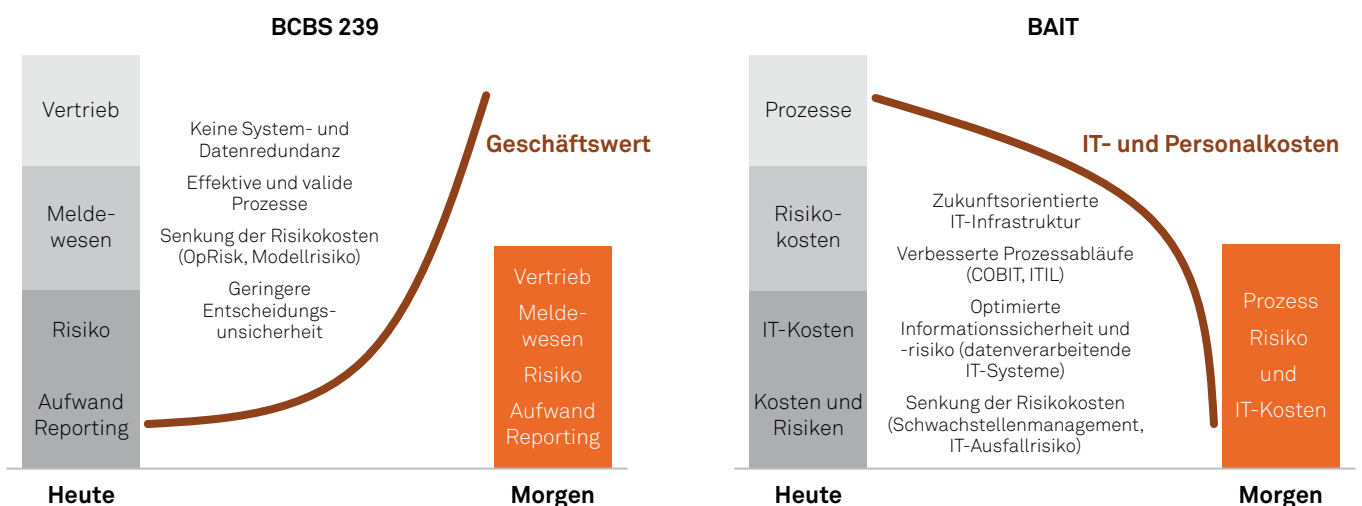 BCBS 239
Vertrieb
Melde-
wesen
Risiko
Aufwand
Reporting
Keine System- und
Datenredundanz
Effektive und valide
Prozesse
Senkung der Risikokosten
(OpRisk, Modellrisiko)
Geringere
Entscheidungs-
unsicherheit
Geschäftswert
Vertrieb
Melde-
wesen
Risiko
Aufwand
Reporting
Heute
Morgen
BAIT
Prozesse
Risiko-
kosten
IT-Kosten
Kosten und
Risiken
IT- und Personalkosten
Zukunftsorientierte
IT-Infrastruktur
Verbesserte Prozessabläufe
(COBIT, ITIL)
Optimierte
Informationssicherheit und
-risiko (datenverarbeitende
IT-Systeme)
Senkung der Risikokosten
(Schwachstellenmanagement,
IT-Ausfallrisiko)
Prozess
Risiko
und
IT-Kosten
Heute
Morgen